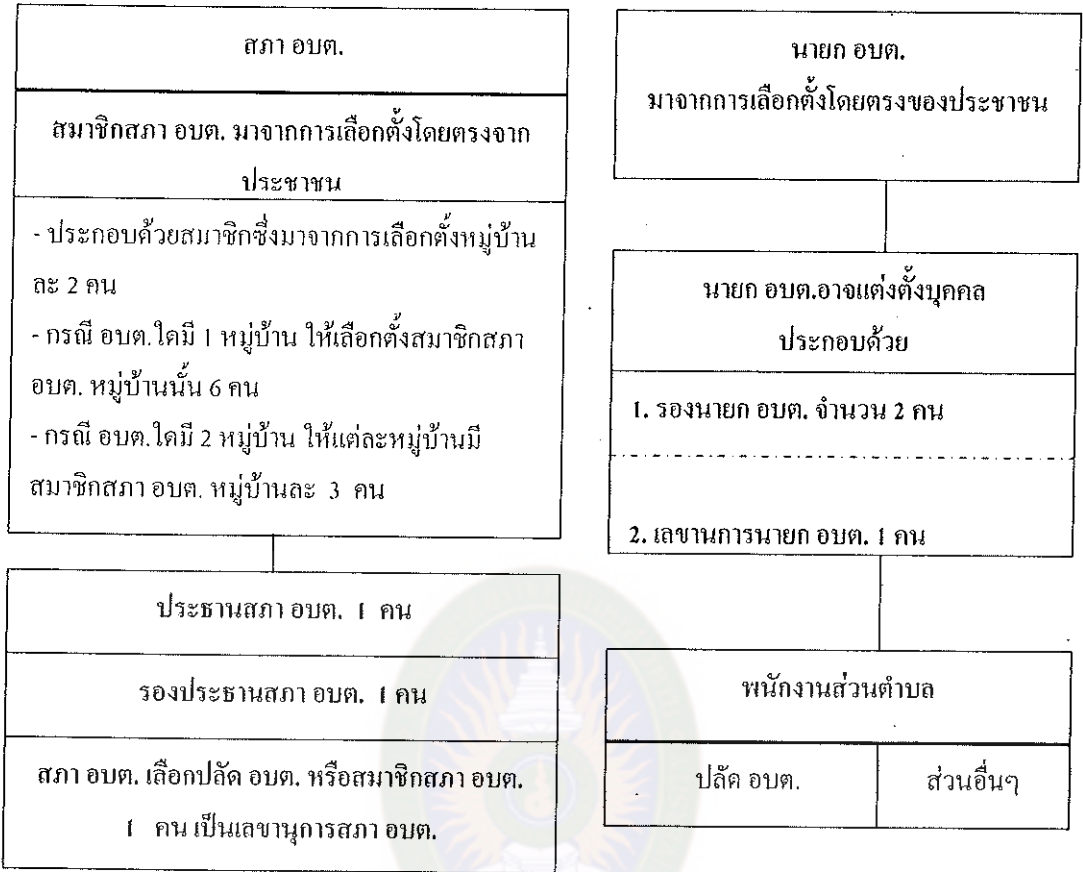 สภา อบต.
สมาชิกสภา อบต. มาจากการเลือกตั้งโดยตรงจาก
ประชาชน
- ประกอบด้วยสมาชิกซึ่งมาจากการเลือกตั้งหมู่บ้าน
ละ 2 คน
- กรณี อบต.ใดมี 1 หมู่บ้าน ให้เลือกตั้งสมาชิกสภา
อบต. หมู่บ้านนั้น 6 คน
- กรณี อบต.ใดมี 2 หมู่บ้าน ให้แต่ละหมู่บ้านมี
สมาชิกสภา อบต. หมู่บ้านละ 3 คน
ประธานสภา อบต. 1 คน
รองประธานสภา อบต. 1 คน
สภา อบต. เลือกปลัด อบต. หรือสมาชิกสภา อบต.
1 คน เป็นเลขานุการสภา อบต.
นายก อบต.
มาจากการเลือกตั้งโดยตรงของประชาชน
นายก อบต.อาจแต่งตั้งบุคคล
ประกอบด้วย
1. รองนายก อบต. จำนวน 2 คน
2. เลขานการนายก อบต. 1 คน
พนักงานส่วนตำบล
ปลัด อบต.
ส่วนอื่นๆ